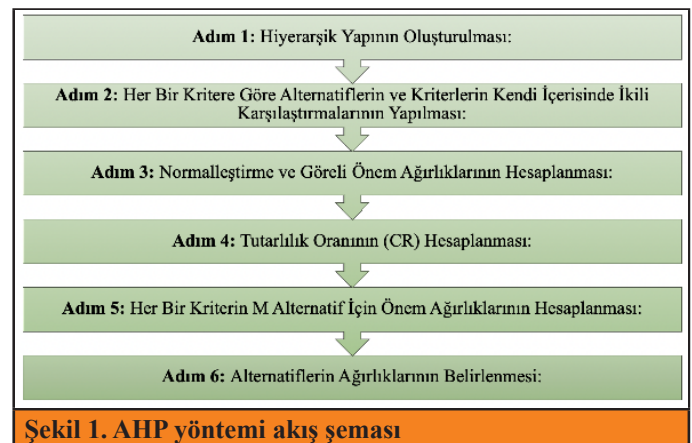 Adım 1: Hiyerarşik Yapının Oluşturulması:
Adım 2: Her Bir Kritere Göre Alternatiflerin ve Kriterlerin Kendi İçerisinde İkili
Karşılaştırmalarının Yapılması:
Adım 3: Normalleştirme ve Göreli Önem Ağırlıklarının Hesaplanması:
Adım 4: Tutarlılık Oranının (CR) Hesaplanması:
Adım 5: Her Bir Kriterin M Alternatif İçin Önem Ağırlıklarının Hesaplanması:
Adım 6: Alternatiflerin Ağırlıklarının Belirlenmesi:
Şekil 1. AHP yöntemi akış şeması